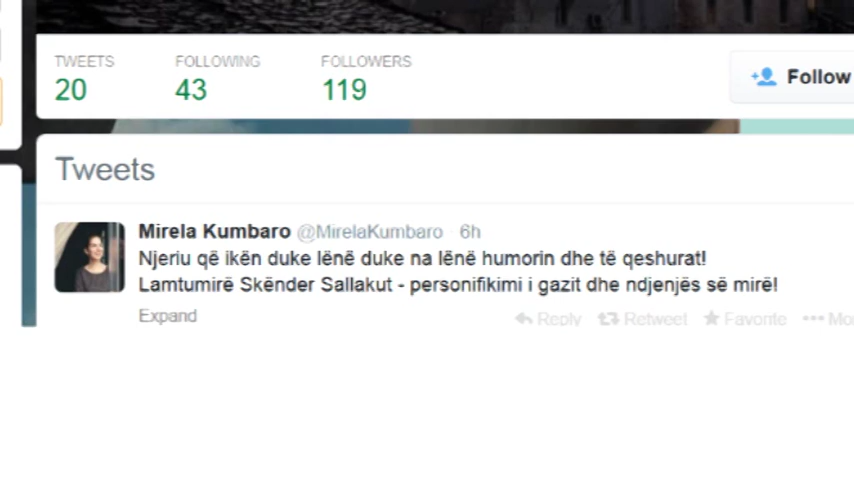 TWEETS FOLLOWING FOLLOWERS
20 43 119
Follow
Tweets
Mirela Kumbaro @MirelaKumbaro · 6h
Njeriu që ikën duke lënë duke na lënë humorin dhe të qeshurat!
Lamtumirë Skënder Sallakut - personifikimi i gazit dhe ndjenjës së mirë!
Expand Reply Retweet Favorite ••• Mo